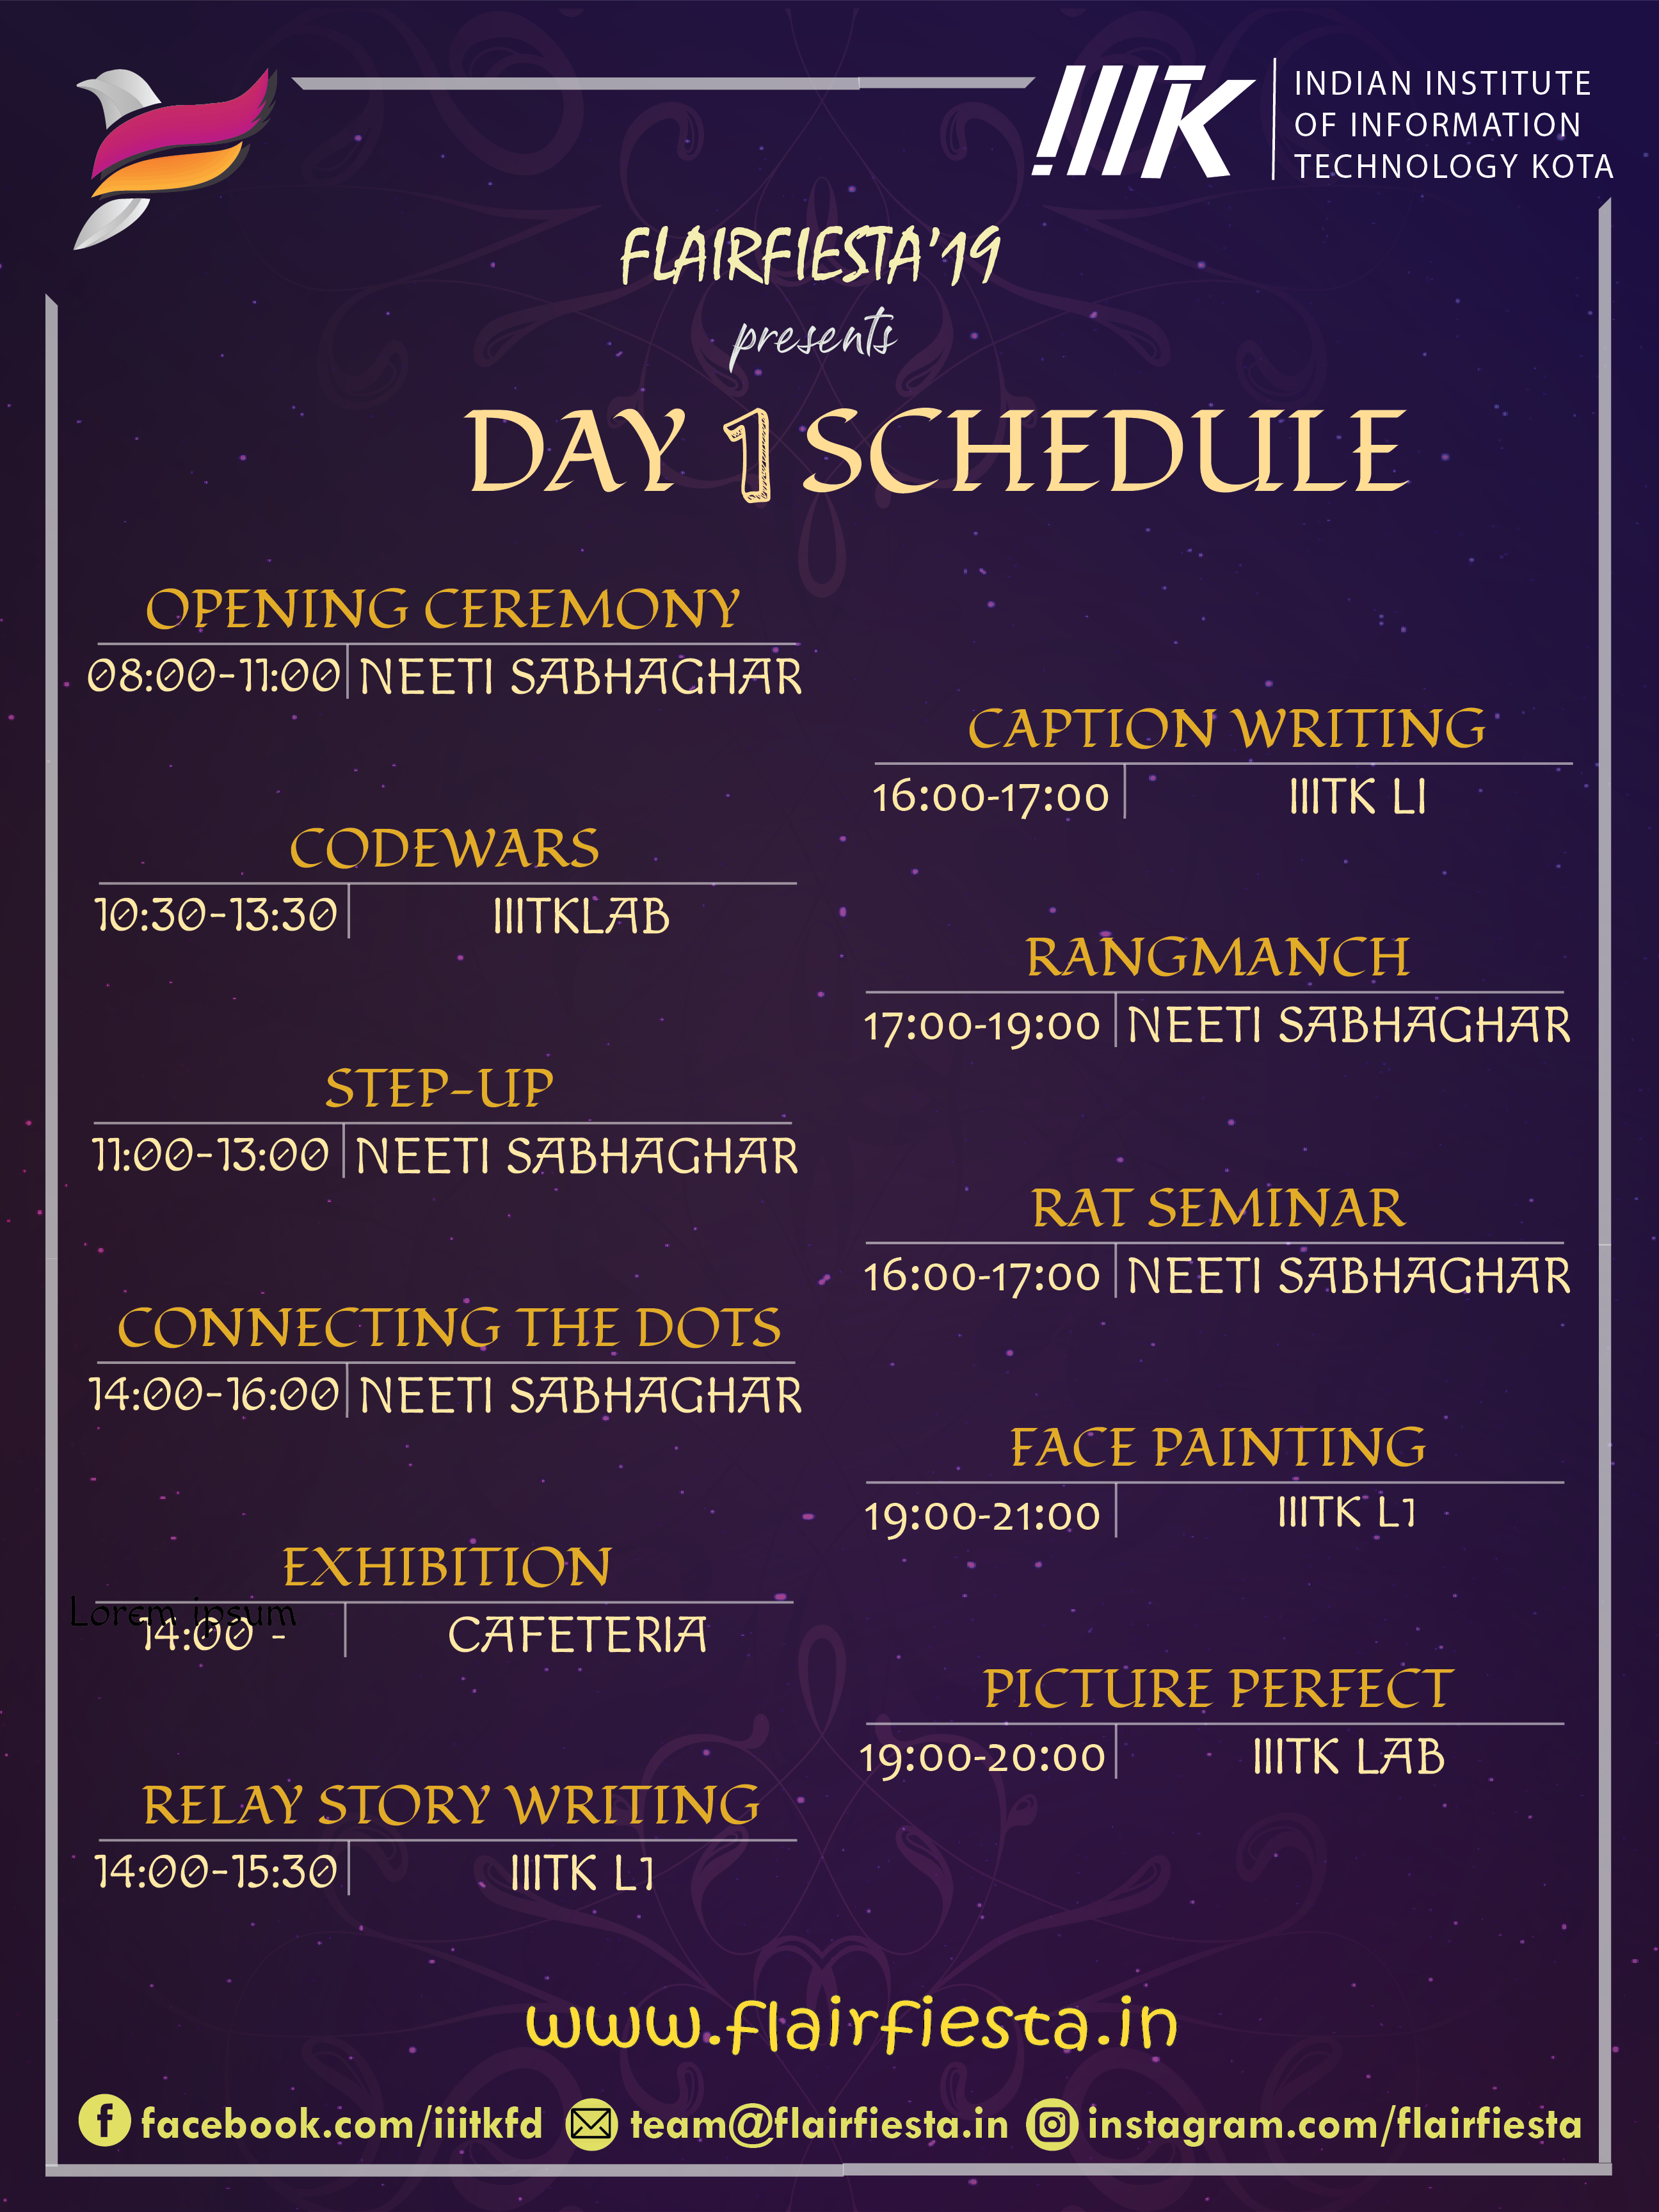 IIITK
INDIAN INSTITUTE
OF INFORMATION
TECHNOLOGY KOTA
FLAIRFIESTA'19
presents
DAY 1 SCHEDULE
OPENING CEREMONY
08:00-11:00 NEETI SABHAGHAR
CODEWARS
10:30-13:30 IIITKLAB
STEP-UP
11:00-13:00 NEETI SABHAGHAR
CONNECTING THE DOTS
14:00-16:00 NEETI SABHAGHAR
EXHIBITION
Lorem ipsum
14:00 - CAFETERIA
RELAY STORY WRITING
14:00-15:30 IIITK L1
CAPTION WRITING
16:00-17:00 IIITK LI
RANGMANCH
17:00-19:00 NEETI SABHAGHAR
RAT SEMINAR
16:00-17:00 NEETI SABHAGHAR
FACE PAINTING
19:00-21:00 IIITK L1
PICTURE PERFECT
19:00-20:00 IIITK LAB
www.flairfiesta.in
facebook.com/iiitkfd team@flairfiesta.in instagram.com/flairfiesta